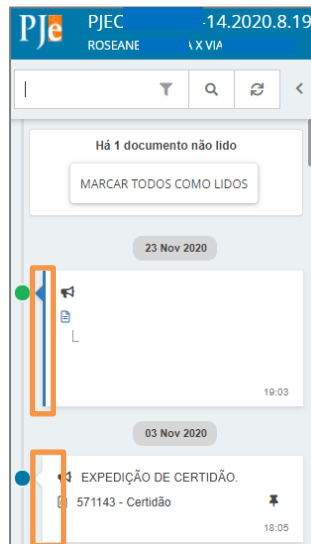 PJe
PJEC -14.2020.8.19
ROSEANE A X VIA
Há 1 documento não lido
MARCAR TODOS COMO LIDOS
23 Nov 2020
19:03
03 Nov 2020
EXPEDIÇÃO DE CERTIDÃO.
571143 - Certidão
18:05